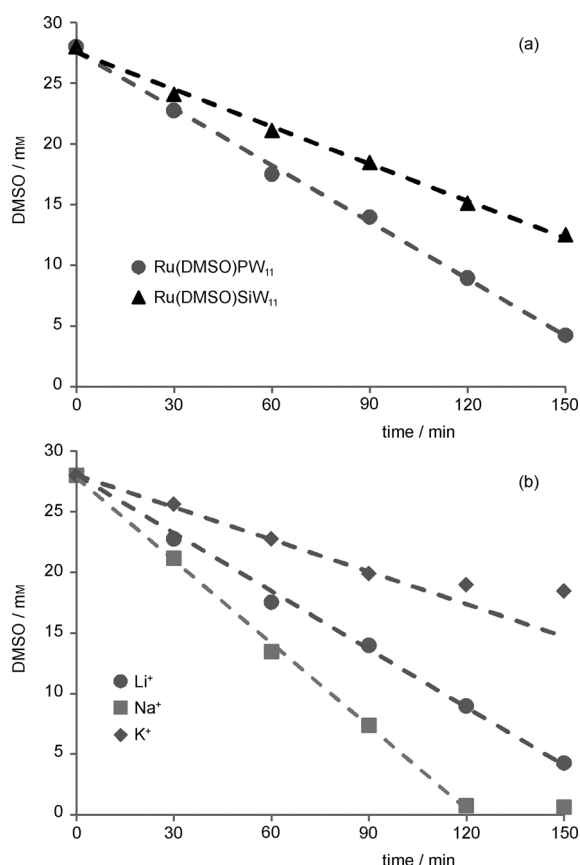 30
(a)
25
20
DMSO / mM
15
10
Ru(DMSO)PW₁₁
Ru(DMSO)SiW₁₁
5
0
0 30 60 90 120 150
time / min
30
(b)
25
20
DMSO / mM
15
Li⁺
10
Na⁺
K⁺
5
0
0 30 60 90 120 150
time / min